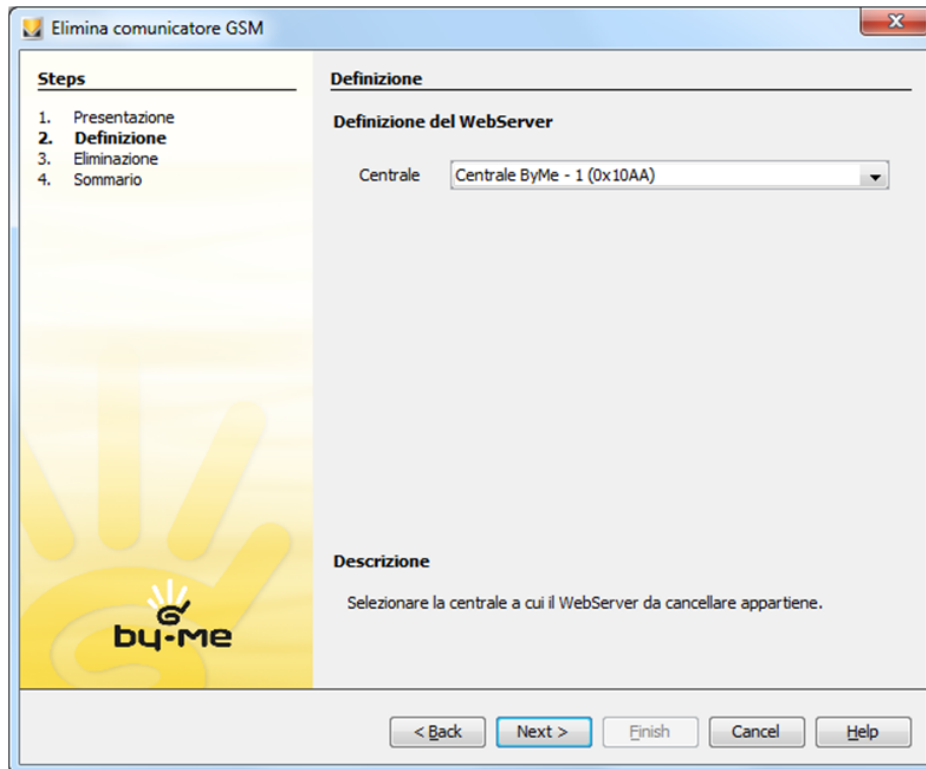 Elimina comunicatore GSM
Steps
1. Presentazione
2. Definizione
3. Eliminazione
4. Sommario
by-me
Definizione
Definizione del WebServer
Centrale Centrale ByMe - 1 (0x10AA)
Descrizione
Selezionare la centrale a cui il WebServer da cancellare appartiene.
< Back Next > Finish Cancel Help